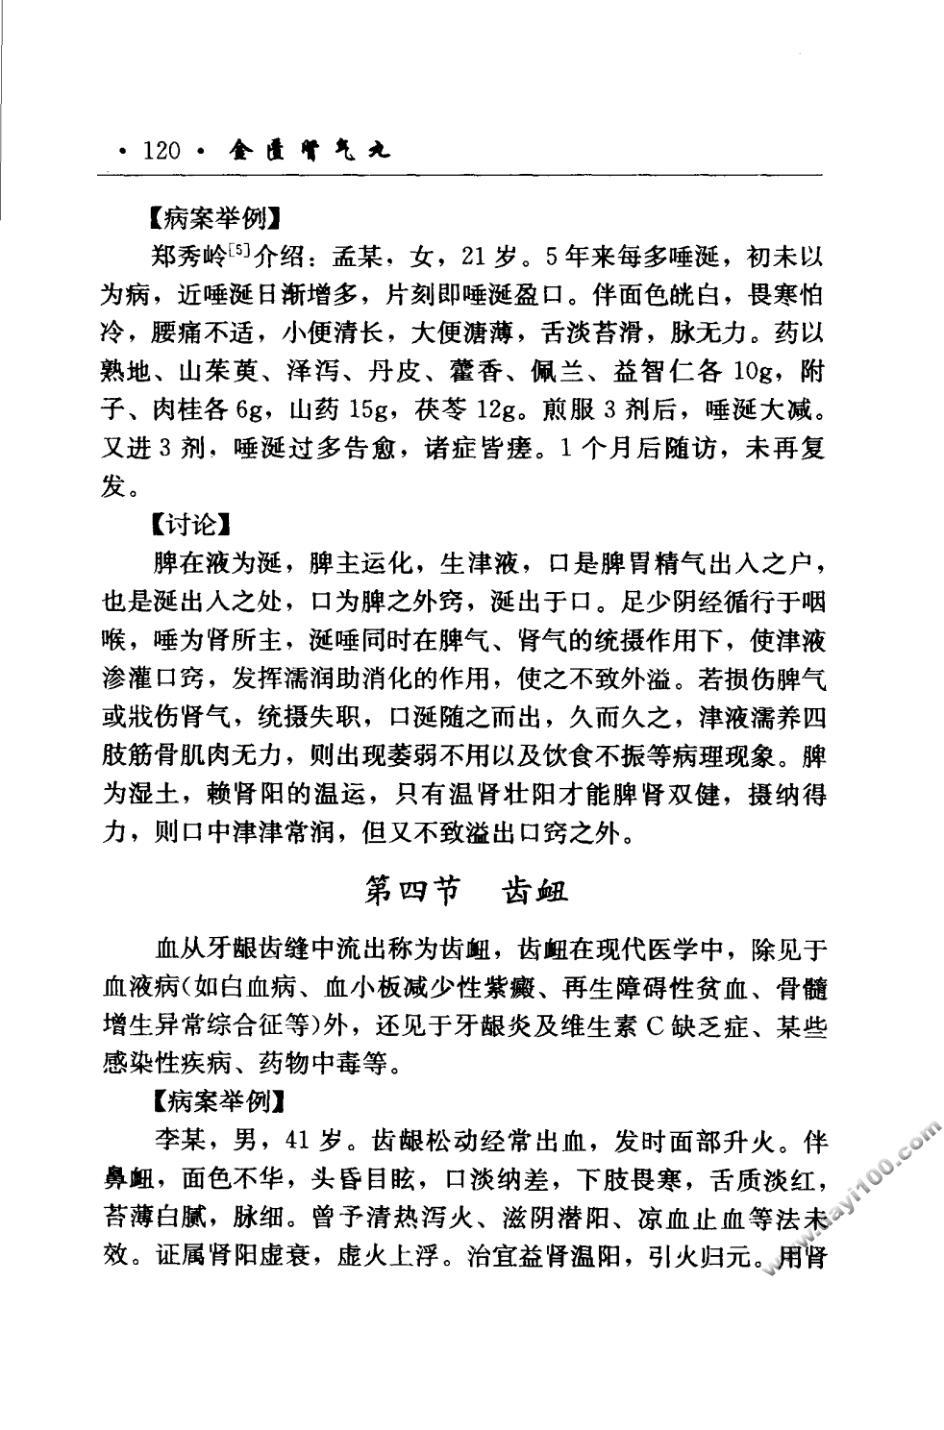 ·120· 金匮肾气丸
【病案举例】
郑秀岭[5]介绍：孟某，女，21岁。5年来每多唾涎，初未以
为病，近唾涎日渐增多，片刻即唾涎盈口。伴面色㿠白，畏寒怕
冷，腰痛不适，小便清长，大便溏薄，舌淡苔滑，脉无力。药以
熟地、山茱萸、泽泻、丹皮、藿香、佩兰、益智仁各10g，附
子、肉桂各6g，山药15g，茯苓12g。煎服3剂后，唾涎大减。
又进3剂，唾涎过多告愈，诸症皆瘥。1个月后随访，未再复
发。
【讨论】
脾在液为涎，脾主运化，生津液，口是脾胃精气出入之户，
也是涎出入之处，口为脾之外窍，涎出于口。足少阴经循行于咽
喉，唾为肾所主，涎唾同时在脾气、肾气的统摄作用下，使津液
渗灌口窍，发挥濡润助消化的作用，使之不致外溢。若损伤脾气
或戕伤肾气，统摄失职，口涎随之而出，久而久之，津液濡养四
肢筋骨肌肉无力，则出现萎弱不用以及饮食不振等病理现象。脾
为湿土，赖肾阳的温运，只有温肾壮阳才能脾肾双健，摄纳得
力，则口中津津常润，但又不致溢出口窍之外。
第四节 齿衄
血从牙龈齿缝中流出称为齿衄，齿衄在现代医学中，除见于
血液病(如白血病、血小板减少性紫癜、再生障碍性贫血、骨髓
增生异常综合征等)外，还见于牙龈炎及维生素C缺乏症、某些
感染性疾病、药物中毒等。
【病案举例】
李某，男，41岁。齿龈松动经常出血，发时面部升火。伴
鼻衄，面色不华，头昏目眩，口淡纳差，下肢畏寒，舌质淡红，
苔薄白腻，脉细。曾予清热泻火、滋阴潜阳、凉血止血等法未
效。证属肾阳虚衰，虚火上浮。治宜益肾温阳，引火归元。用肾
www.dayi100.com